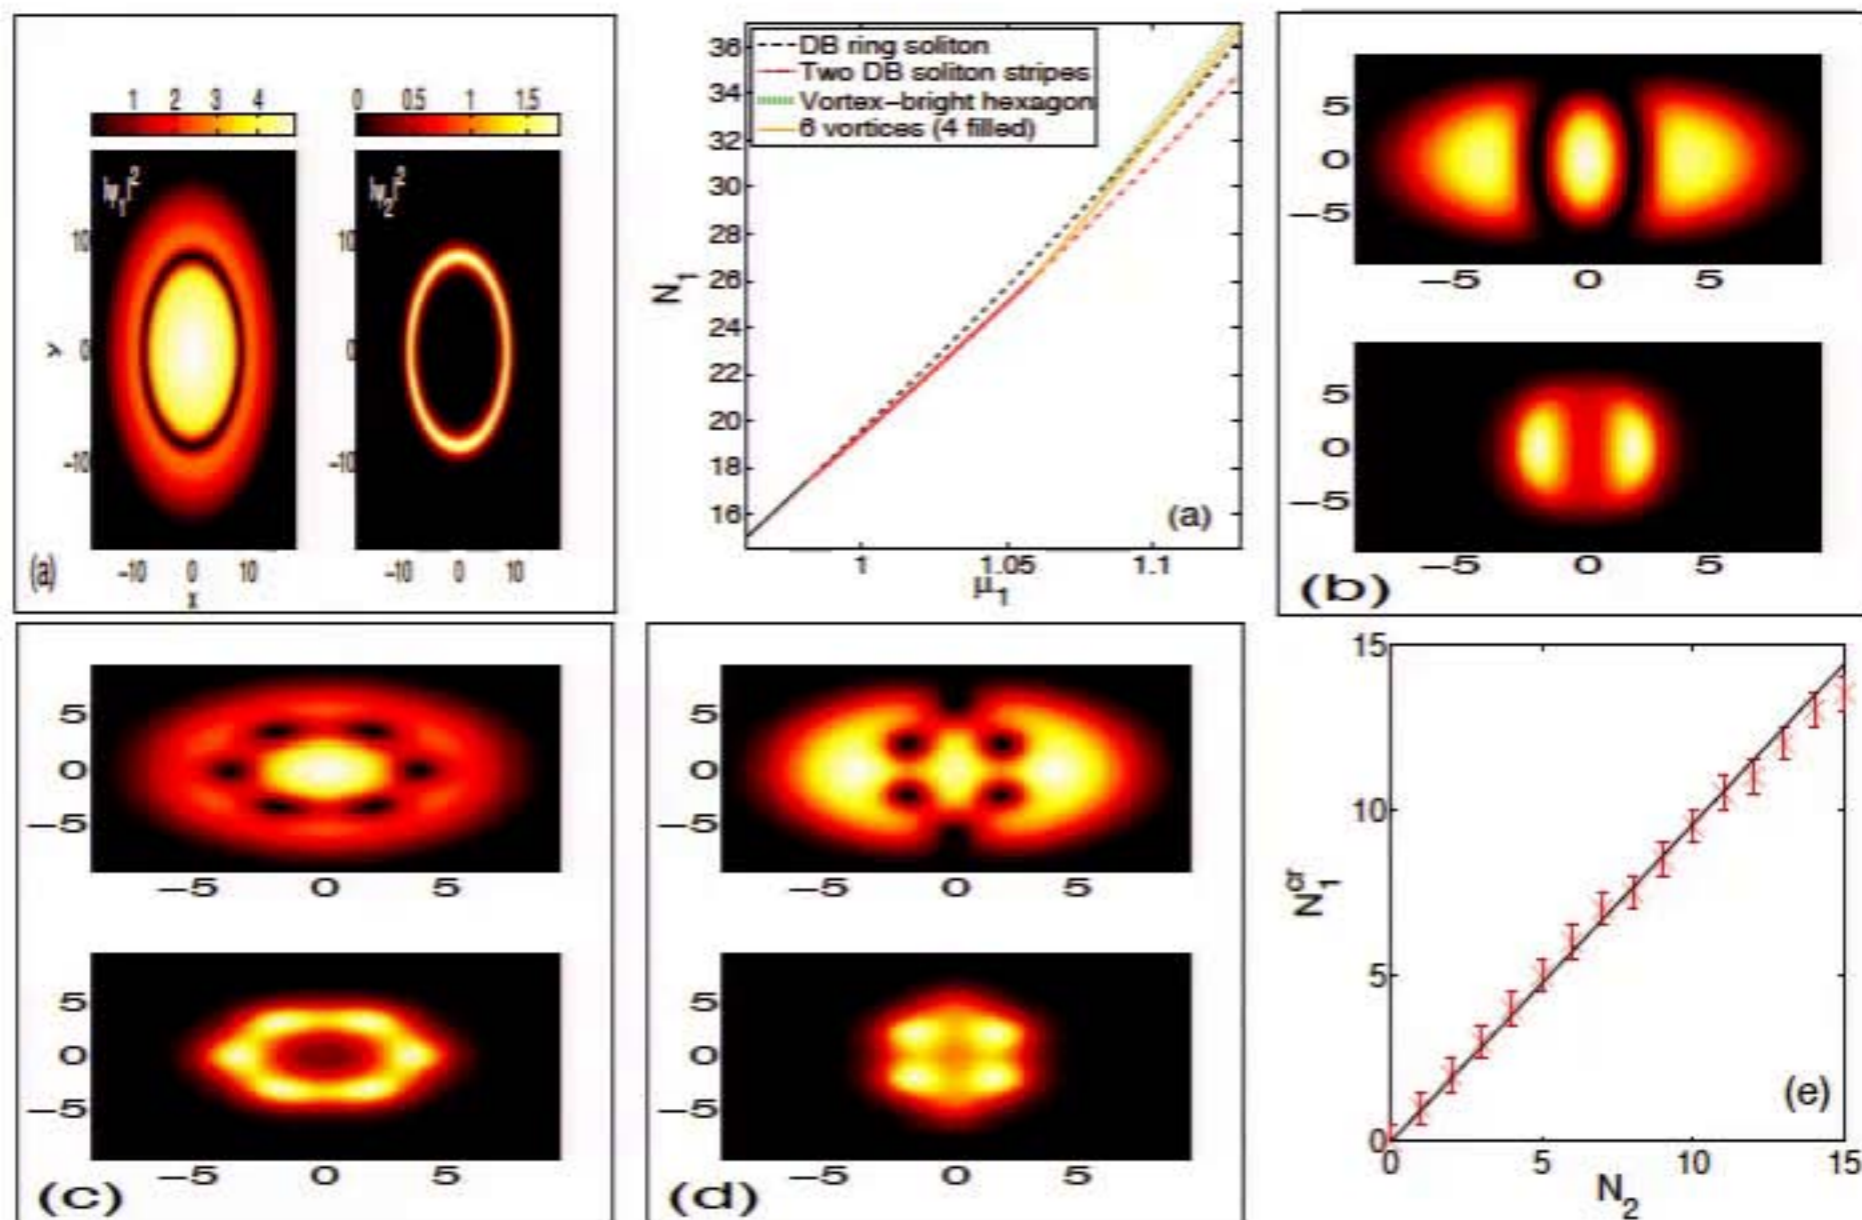 1 2 3 4
0 0.5 1 1.5
|ψ₁|²
|ψ₂|²
10
0
-10
y
10
0
-10
-10 0 10
x
-10 0 10
(a)
DB ring soliton
Two DB soliton stripes
Vortex-bright hexagon
6 vortices (4 filled)
36
34
32
30
28
26
24
22
20
18
16
N₁
1 1.05 1.1
μ₁
(a)
5
0
-5
-5 0 5
5
0
-5
-5 0 5
(b)
5
0
-5
-5 0 5
5
0
-5
-5 0 5
(c)
5
0
-5
-5 0 5
5
0
-5
-5 0 5
(d)
15
10
5
0
N₁ᶜʳ
0 5 10 15
N₂
(e)